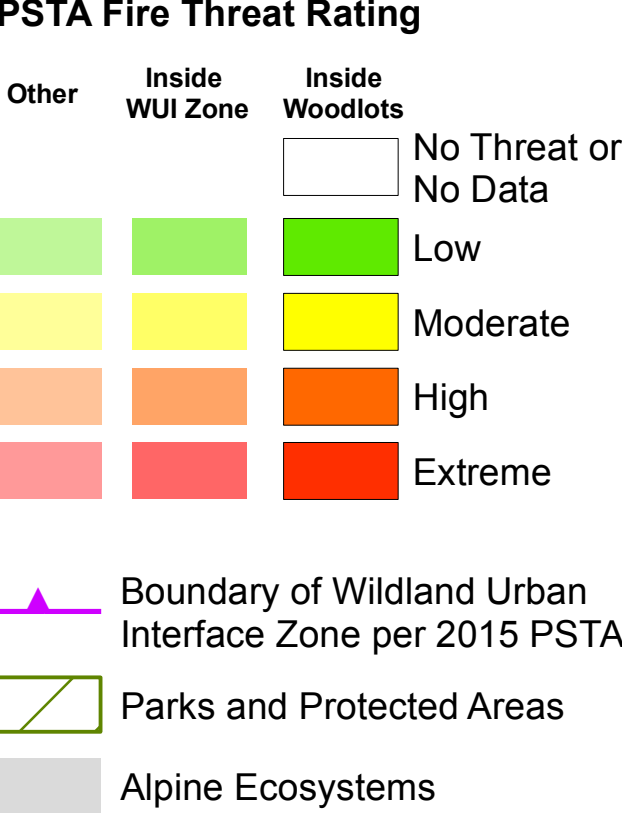 PSTA Fire Threat Rating
Other
Inside
WUI Zone
Inside
Woodlots
No Threat or
No Data
Low
Moderate
High
Extreme
Boundary of Wildland Urban
Interface Zone per 2015 PSTA
Parks and Protected Areas
Alpine Ecosystems